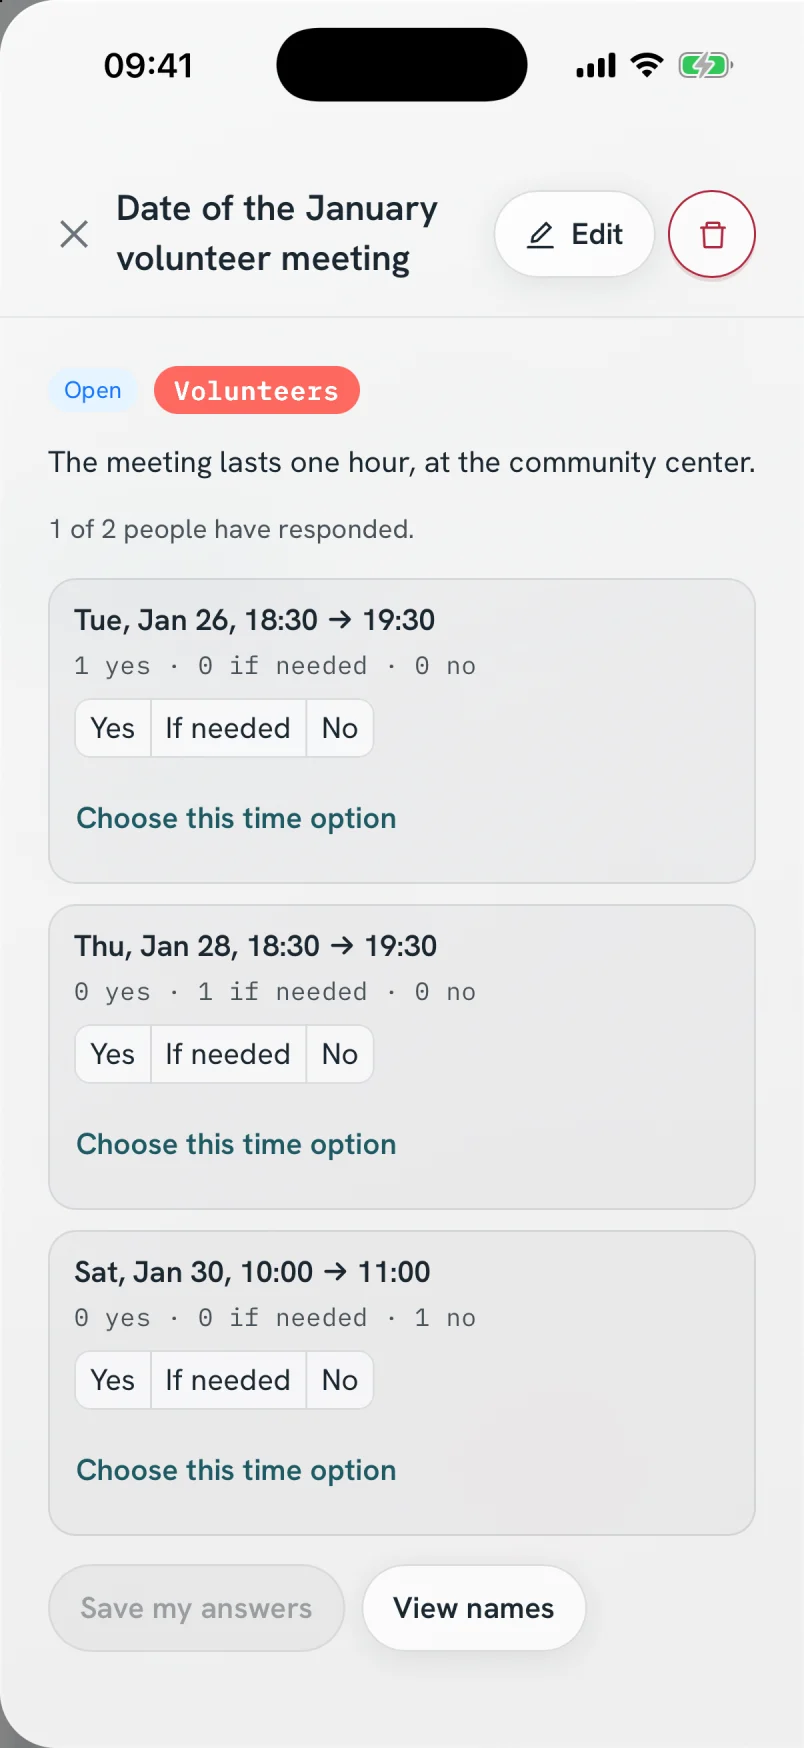 09:41
Date of the January
volunteer meeting
Edit
Open
Volunteers
The meeting lasts one hour, at the community center.
1 of 2 people have responded.
Tue, Jan 26, 18:30 → 19:30
1 yes · 0 if needed · 0 no
Yes If needed No
Choose this time option
Thu, Jan 28, 18:30 → 19:30
0 yes · 1 if needed · 0 no
Yes If needed No
Choose this time option
Sat, Jan 30, 10:00 → 11:00
0 yes · 0 if needed · 1 no
Yes If needed No
Choose this time option
Save my answers
View names